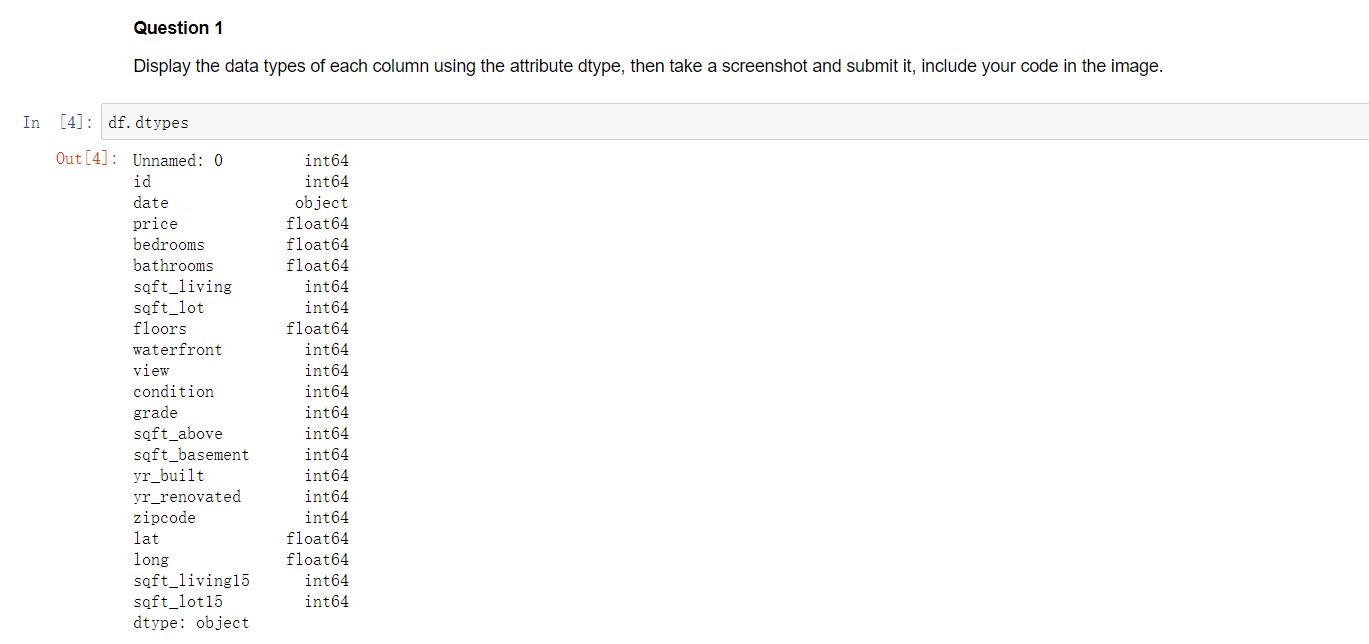 Question 1
Display the data types of each column using the attribute dtype, then take a screenshot and submit it, include your code in the image.
In [4]: df.dtypes
Out[4]: Unnamed: 0 int64
id int64
date object
price float64
bedrooms float64
bathrooms float64
sqft_living int64
sqft_lot int64
floors float64
waterfront int64
view int64
condition int64
grade int64
sqft_above int64
sqft_basement int64
yr_built int64
yr_renovated int64
zipcode int64
lat float64
long float64
sqft_living15 int64
sqft_lot15 int64
dtype: object